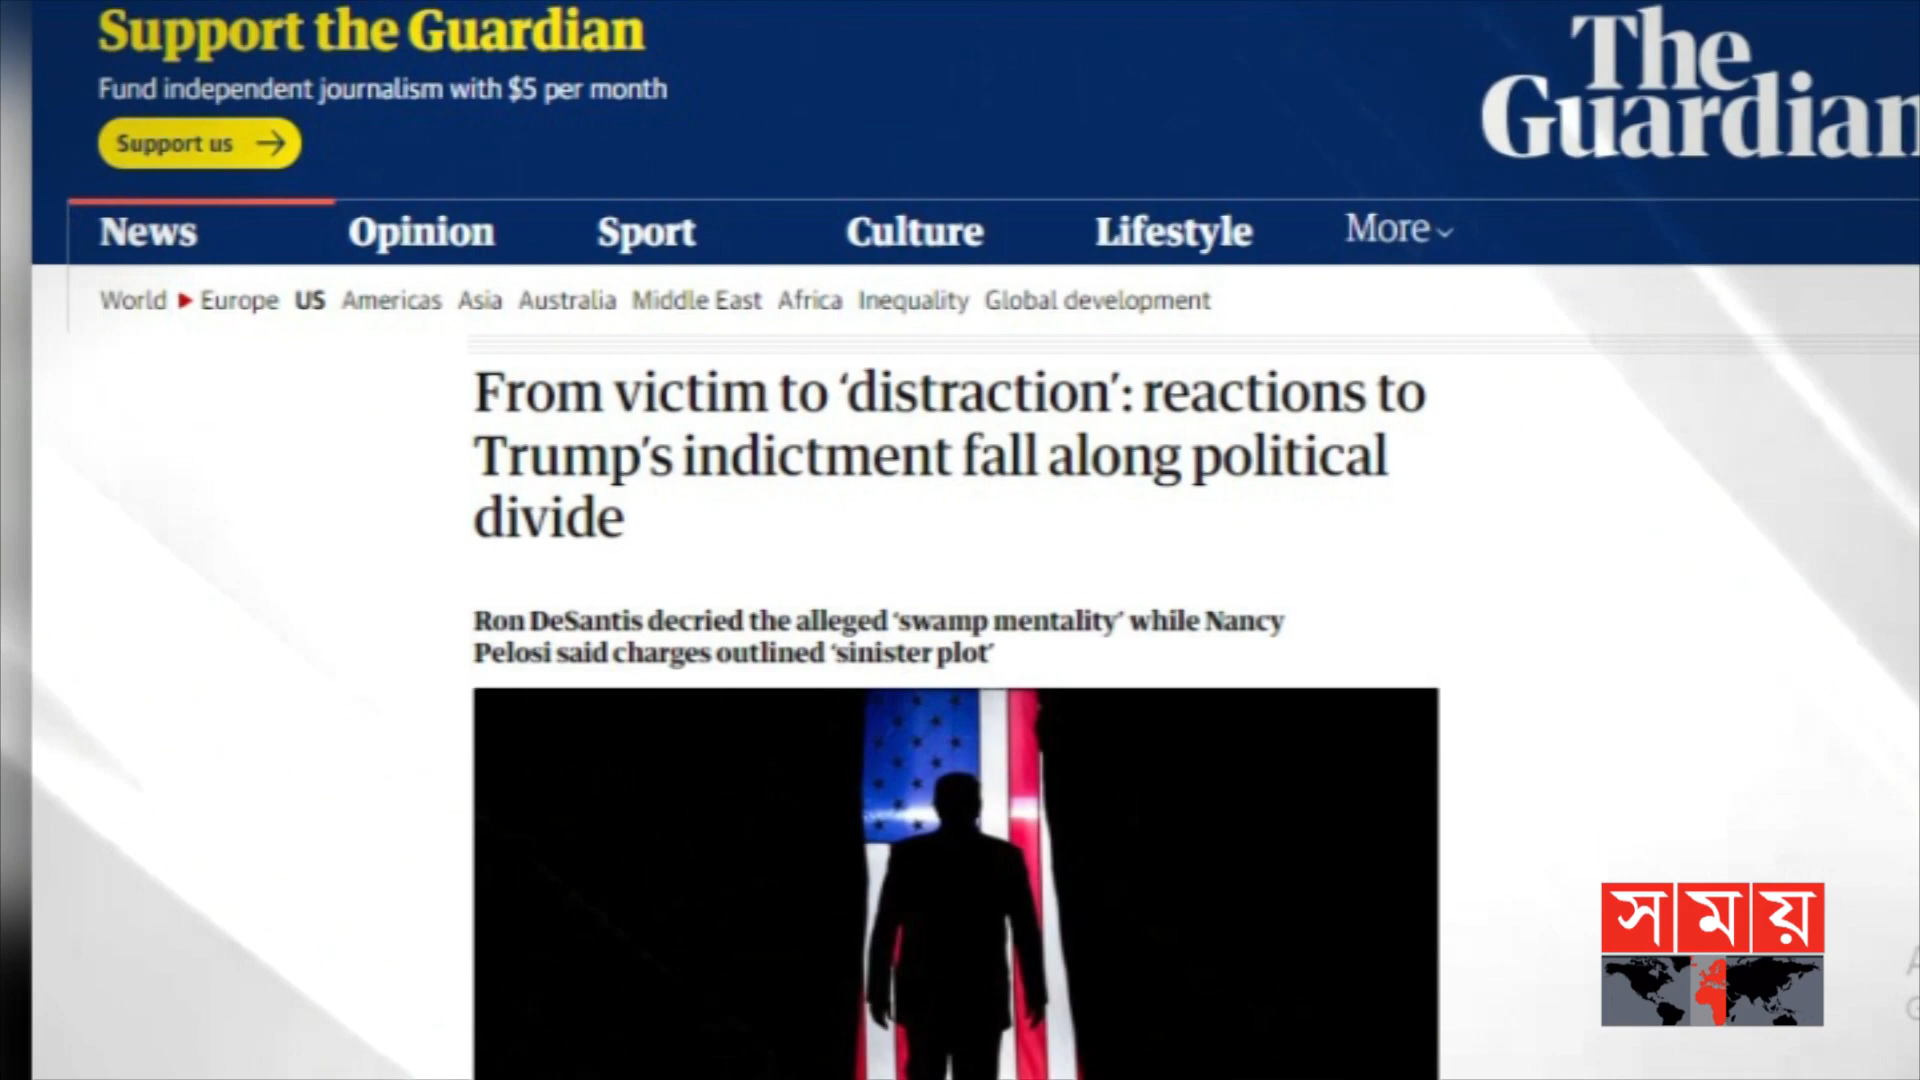 Support the Guardian
Fund independent journalism with $5 per month
Support us
The
Guardian
News Opinion Sport Culture Lifestyle More
World Europe US Americas Asia Australia Middle East Africa Inequality Global development
From victim to ‘distraction’: reactions to
Trump’s indictment fall along political
divide
Ron DeSantis decried the alleged ‘swamp mentality’ while Nancy
Pelosi said charges outlined ‘sinister plot’
সময়